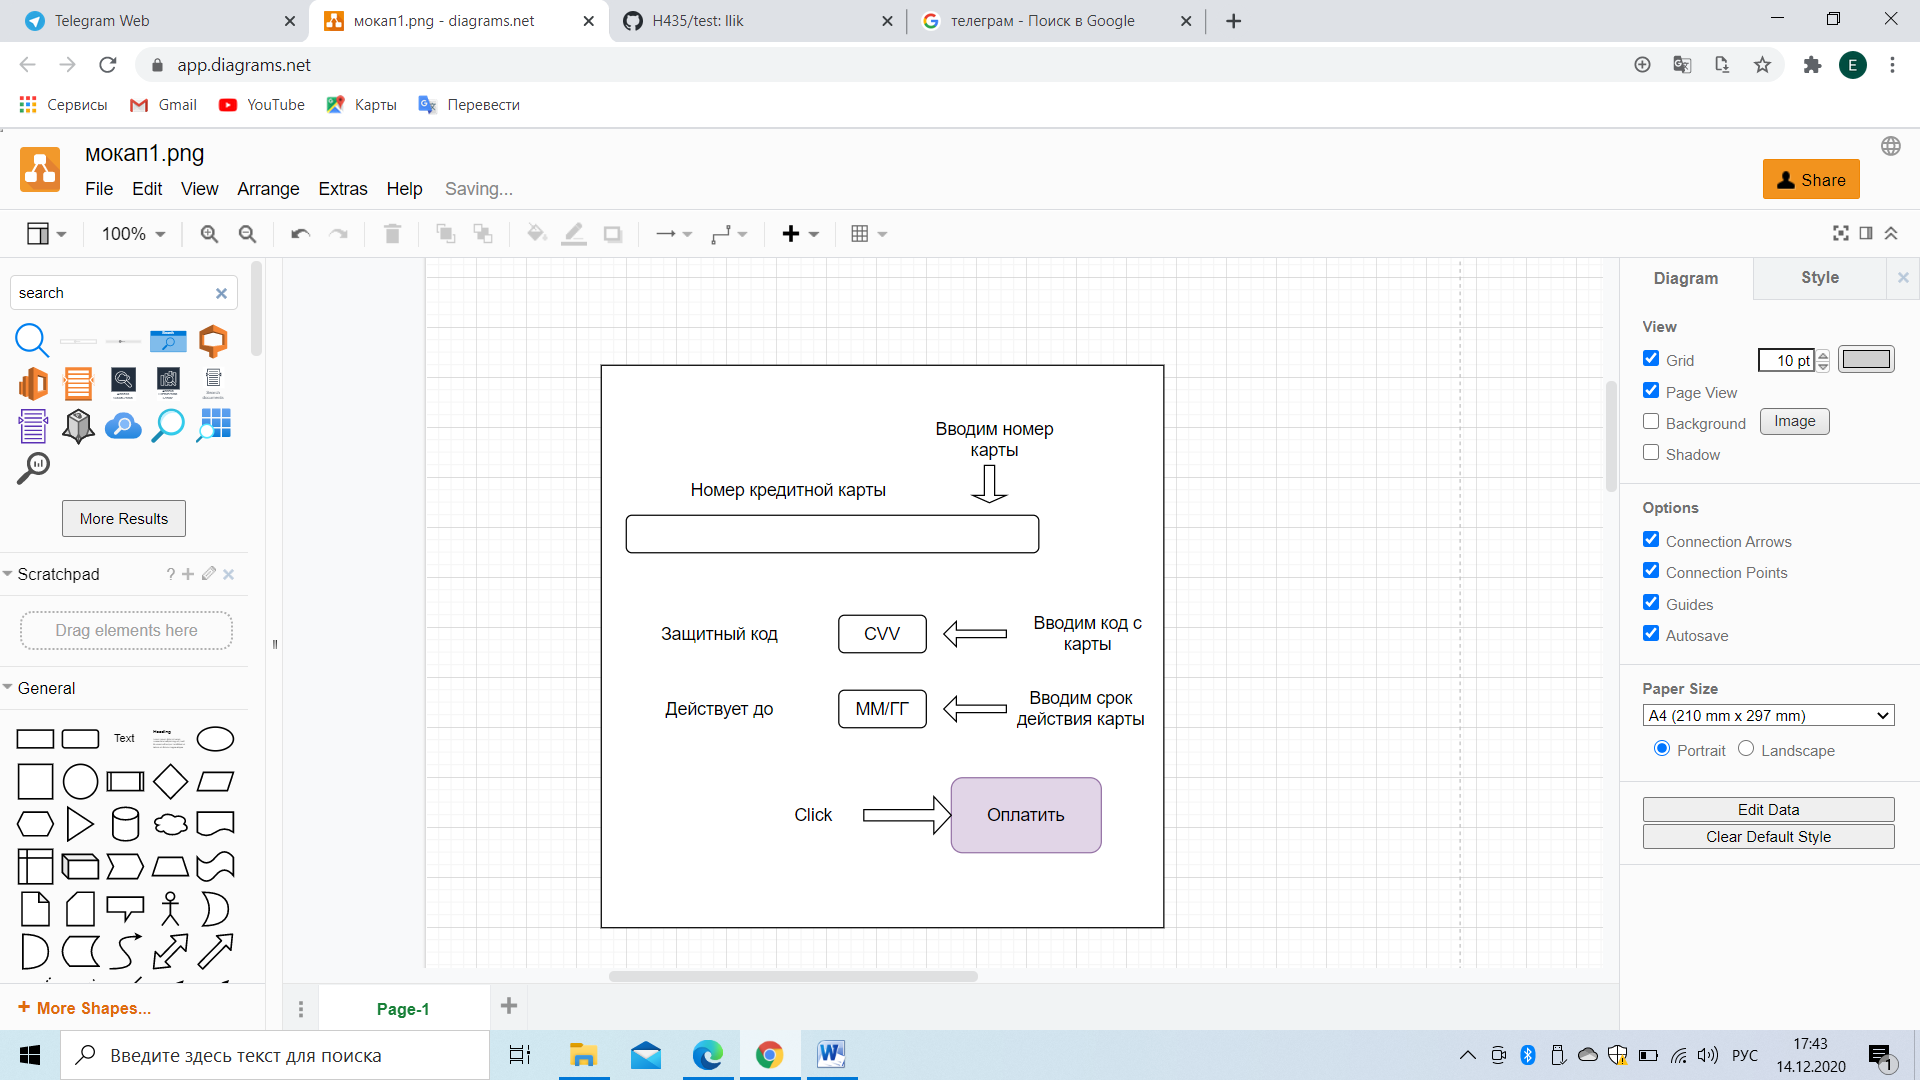 Telegram Web
мокап1.png - diagrams.net
H435/test: llik
телеграм - Поиск в Google
app.diagrams.net
E
Сервисы
Gmail
YouTube
Карты
Перевести
мокап1.png
File
Edit
View
Arrange
Extras
Help
Saving...
Share
100%
search
More Results
Scratchpad
?
Drag elements here
General
Text
Heading
More Shapes...
Вводим номер
карты
Номер кредитной карты
Защитный код
CVV
Вводим код с
карты
Действует до
ММ/ГГ
Вводим срок
действия карты
Click
Оплатить
Page-1
Diagram
Style
View
Grid
10 pt
Page View
Background
Image
Shadow
Options
Connection Arrows
Connection Points
Guides
Autosave
Paper Size
A4 (210 mm x 297 mm)
Portrait
Landscape
Edit Data
Clear Default Style
Введите здесь текст для поиска
РУС
17:43
14.12.2020
1